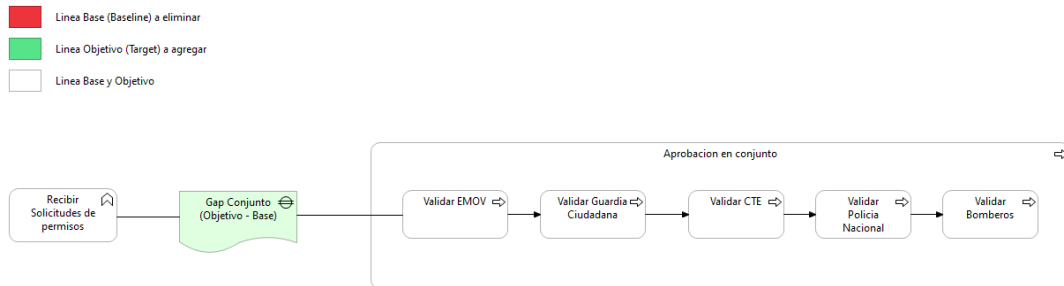 Linea Base (Baseline) a eliminar
Linea Objetivo (Target) a agregar
Linea Base y Objetivo
Aprobacion en conjunto
Recibir
Solicitudes de
permisos
Gap Conjunto
(Objetivo - Base)
Validar EMOV
Validar Guardia
Ciudadana
Validar CTE
Validar
Policia
Nacional
Validar
Bomberos